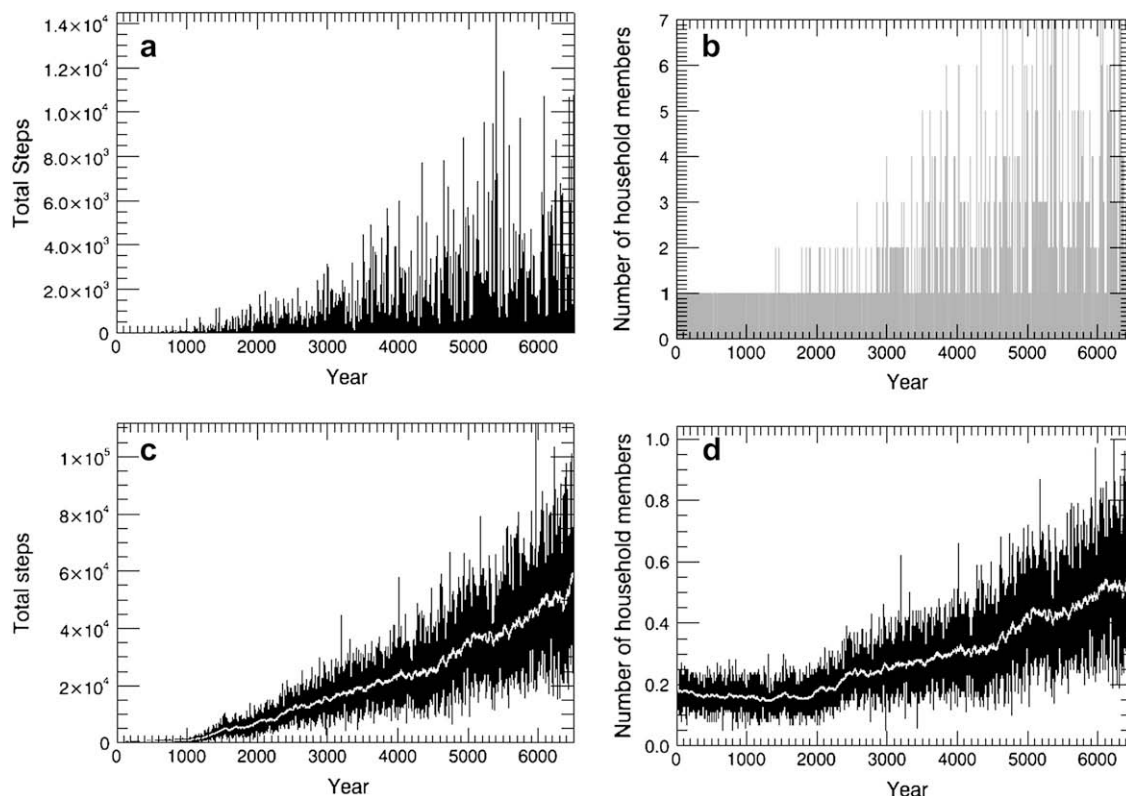 a
Total Steps
1.4×10⁴
1.2×10⁴
1.0×10⁴
8.0×10³
6.0×10³
4.0×10³
2.0×10³
0
0 1000 2000 3000 4000 5000 6000
Year
b
Number of household members
7
6
5
4
3
2
1
0
0 1000 2000 3000 4000 5000 6000
Year
c
Total steps
1×10⁵
8×10⁴
6×10⁴
4×10⁴
2×10⁴
0
0 1000 2000 3000 4000 5000 6000
Year
d
Number of household members
1.0
0.8
0.6
0.4
0.2
0.0
0 1000 2000 3000 4000 5000 6000
Year